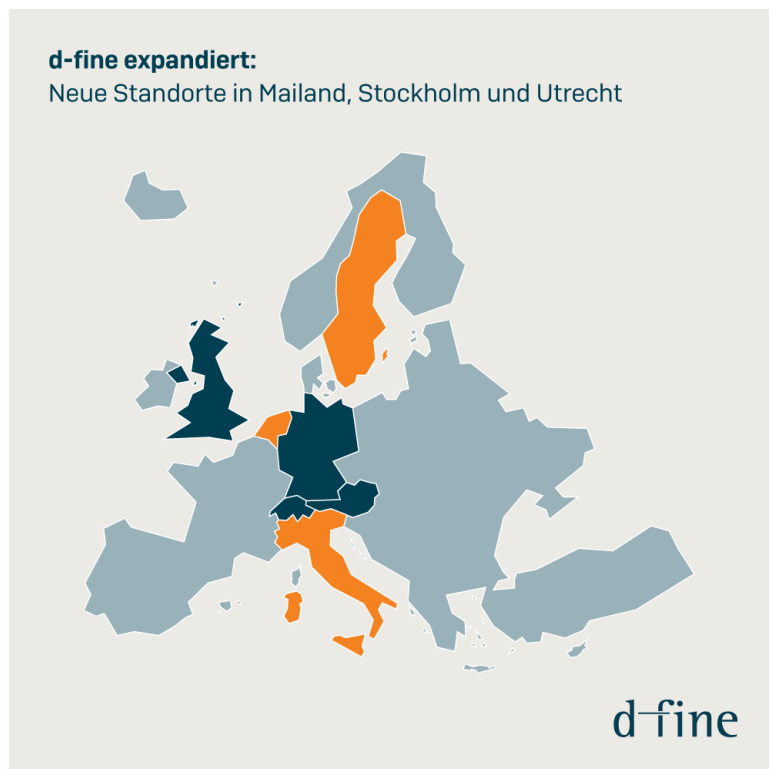 d-fine expandiert:
Neue Standorte in Mailand, Stockholm und Utrecht
d-fine